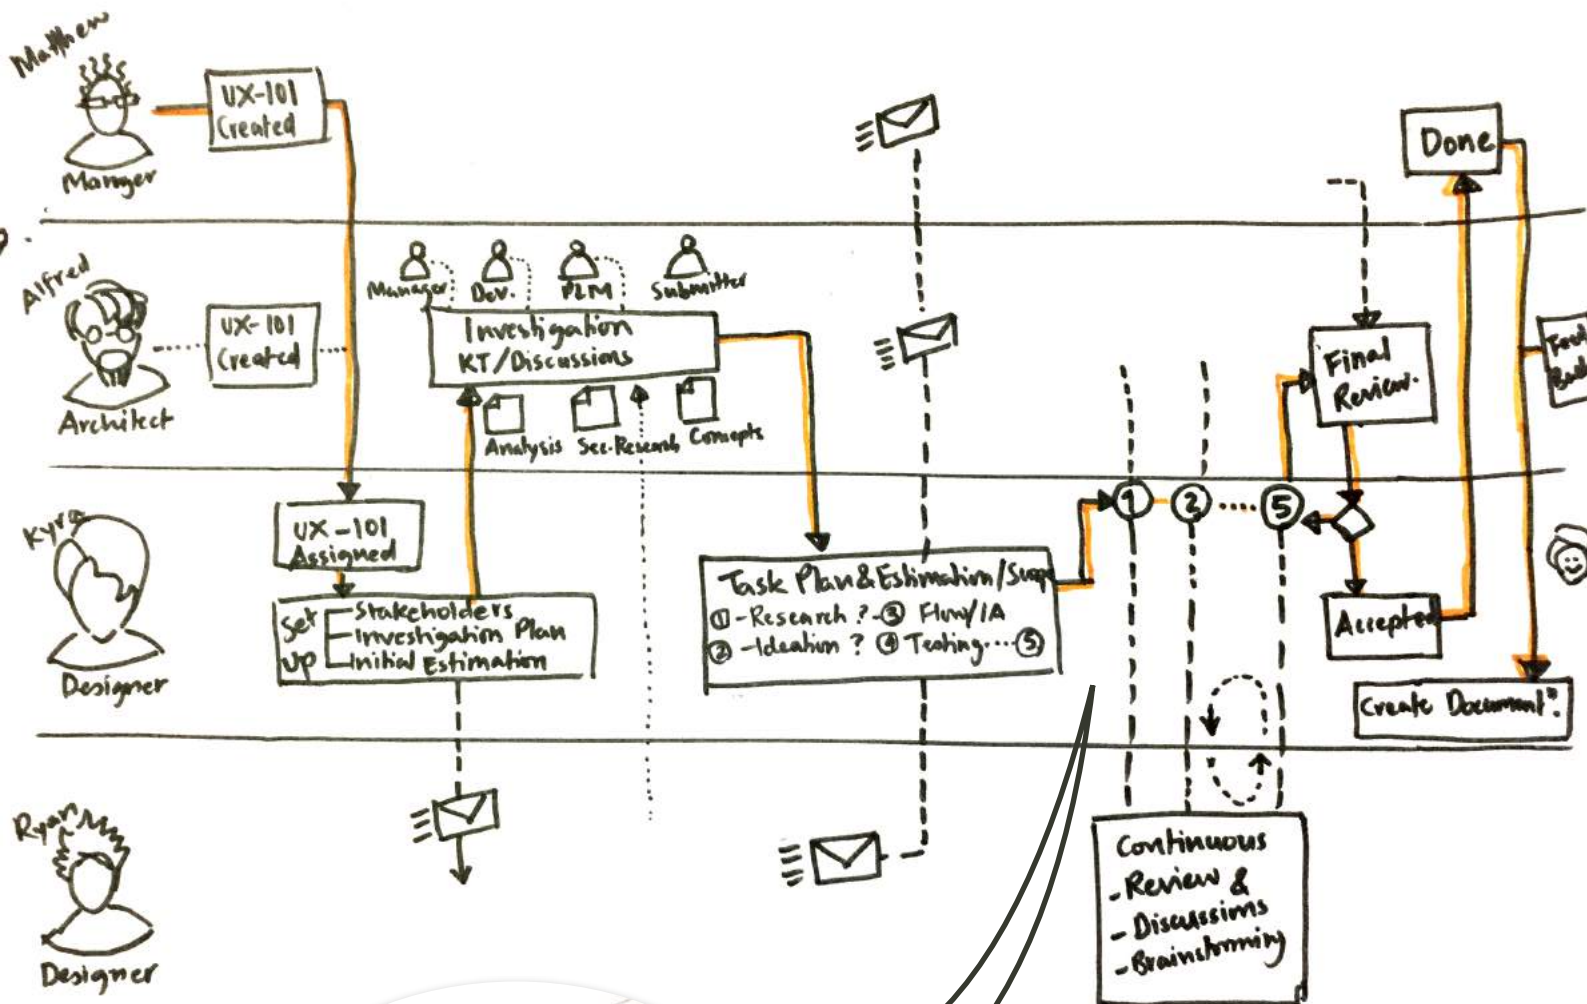 Matthew
Manager
UX-101
Created
Done
Alfred
Architect
UX-101
Created
Manager
Dev.
PLM
Submitter
Investigation
KT/Discussions
Analysis
Sec.Research
Concepts
Final
Review.
Kyra
Designer
UX-101
Assigned
Set
up
Stakeholders
Investigation Plan
Initial Estimation
Task Plan & Estimation/Scope
① -Research ? -③ Flow/IA
② -Ideation ? ④ Testing....⑤
1
2
5
Accepted
Create Document
Ryan
Designer
Continuous
- Review &
- Discussions
- Brainstorming